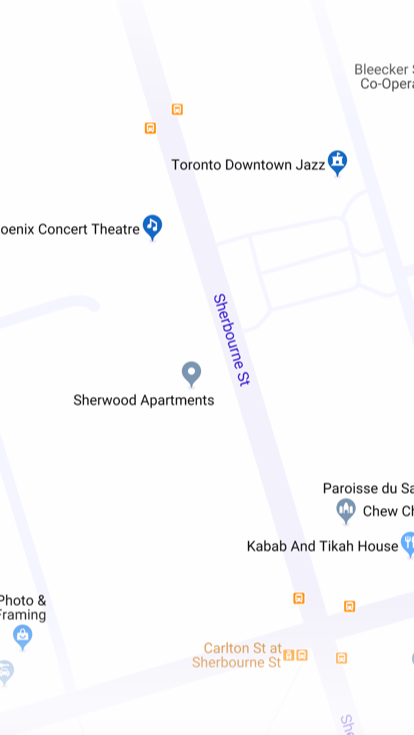 Bleecker S
Co-Opera
Toronto Downtown Jazz
oenix Concert Theatre
Sherbourne St
Sherwood Apartments
Paroisse du Sa
Chew Ch
Kabab And Tikah House
Photo &
Framing
Carlton St at
Sherbourne St
She